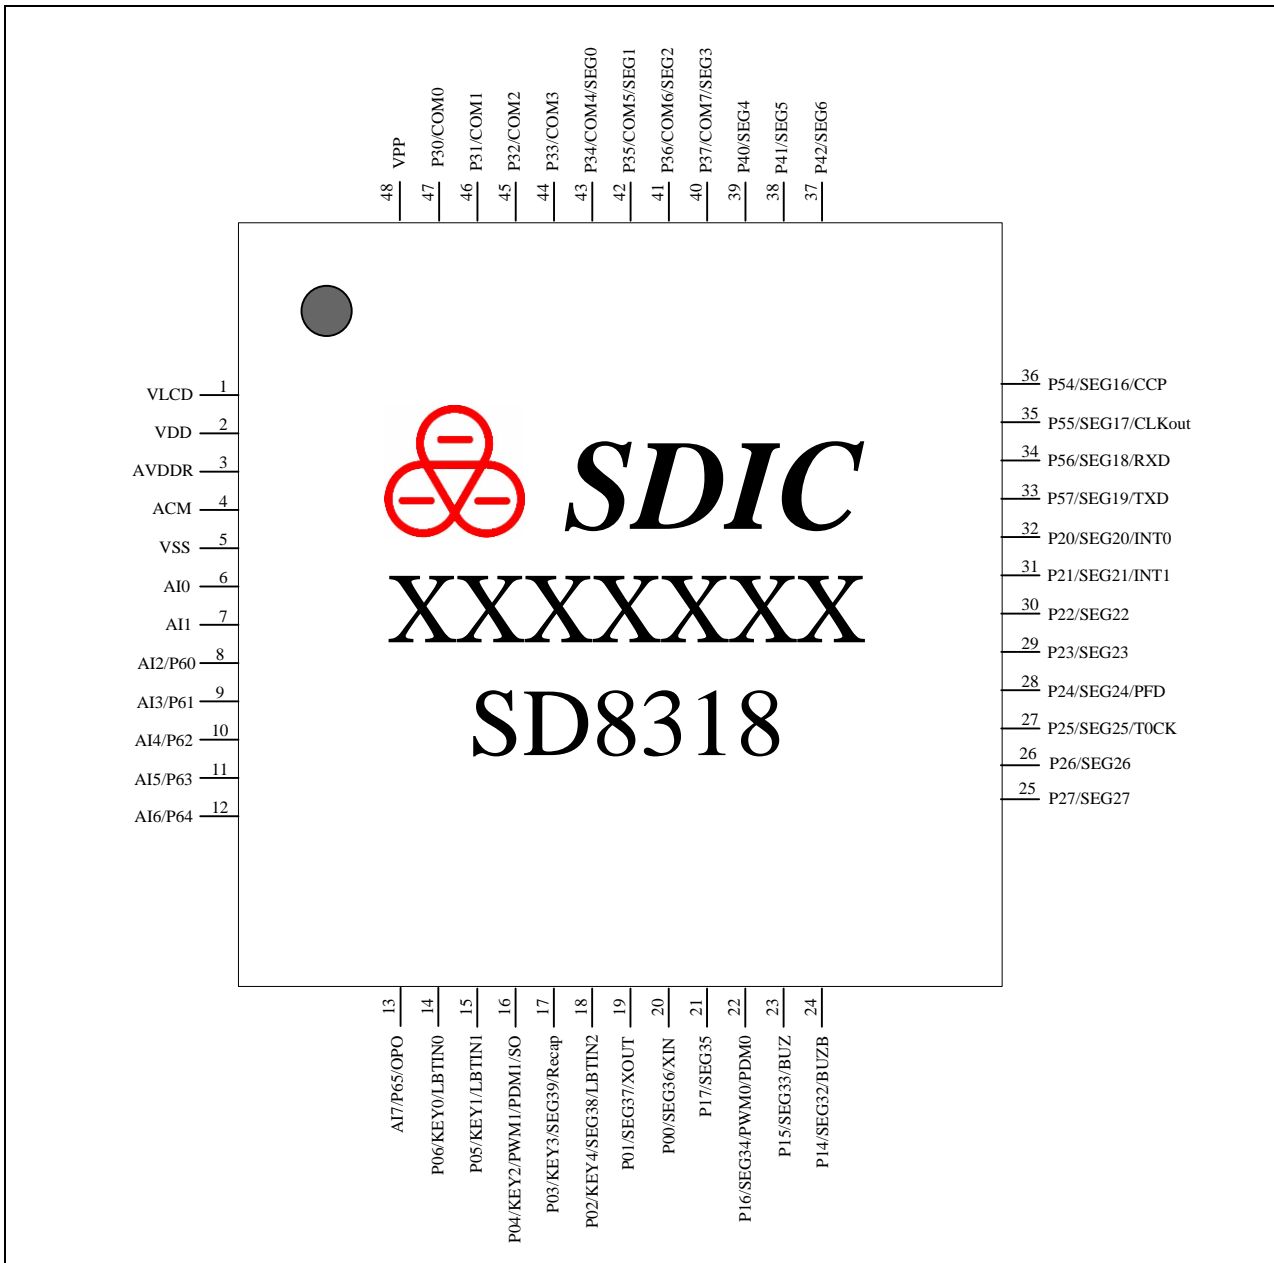 48 VPP
47 P30/COM0
46 P31/COM1
45 P32/COM2
44 P33/COM3
43 P34/COM4/SEG0
42 P35/COM5/SEG1
41 P36/COM6/SEG2
40 P37/COM7/SEG3
39 P40/SEG4
38 P41/SEG5
37 P42/SEG6
VLCD 1
VDD 2
AVDDR 3
ACM 4
VSS 5
AI0 6
AI1 7
AI2/P60 8
AI3/P61 9
AI4/P62 10
AI5/P63 11
AI6/P64 12
SDIC
XXXXXXX
SD8318
36 P54/SEG16/CCP
35 P55/SEG17/CLKout
34 P56/SEG18/RXD
33 P57/SEG19/TXD
32 P20/SEG20/INT0
31 P21/SEG21/INT1
30 P22/SEG22
29 P23/SEG23
28 P24/SEG24/PFD
27 P25/SEG25/T0CK
26 P26/SEG26
25 P27/SEG27
13 AI7/P65/OPO
14 P06/KEY0/LBTIN0
15 P05/KEY1/LBTIN1
16 P04/KEY2/PWM1/PDM1/SO
17 P03/KEY3/SEG39/Recap
18 P02/KEY4/SEG38/LBTIN2
19 P01/SEG37/XOUT
20 P00/SEG36/XIN
21 P17/SEG35
22 P16/SEG34/PWM0/PDM0
23 P15/SEG33/BUZ
24 P14/SEG32/BUZB